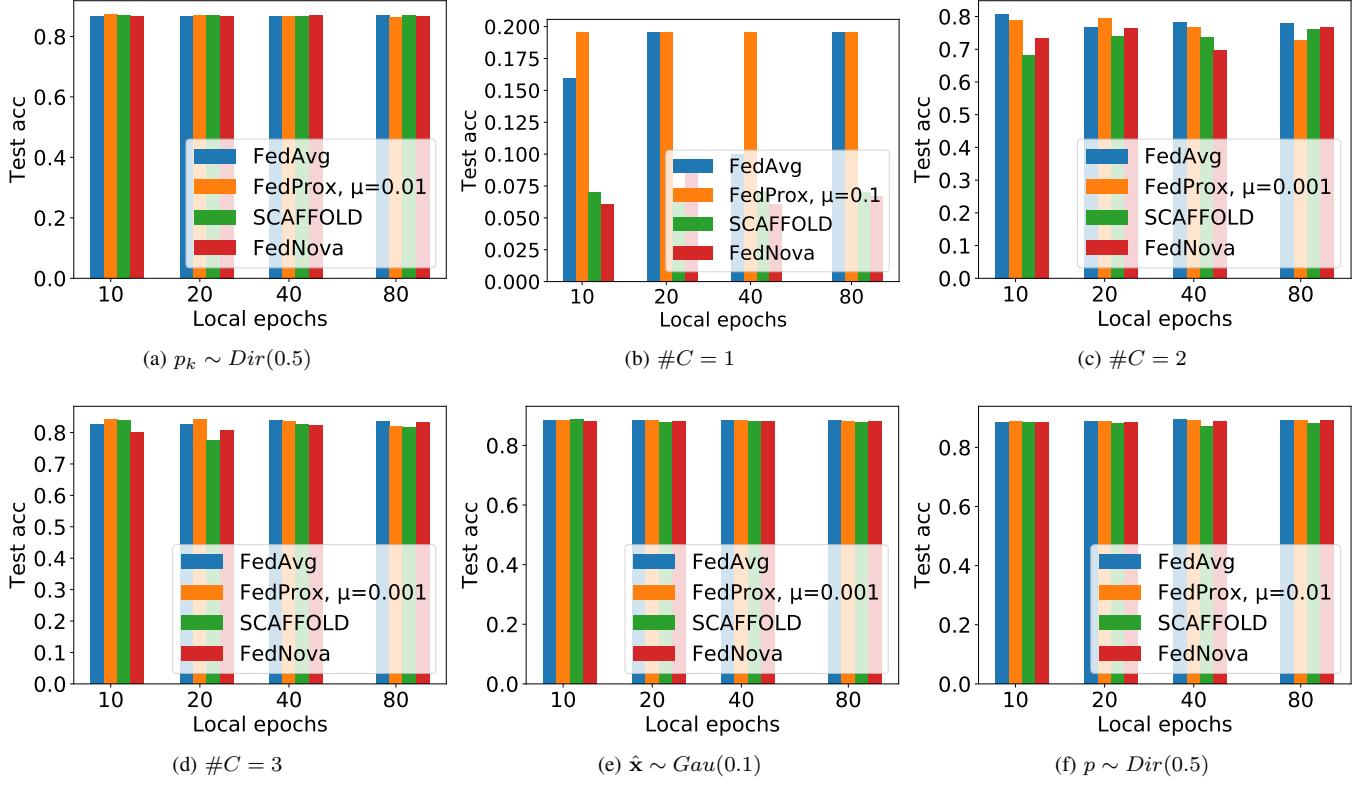 0.8
0.6
0.4
0.2
0.0
Test acc
FedAvg
FedProx, μ=0.01
SCAFFOLD
FedNova
10 20 40 80
Local epochs
(a) p_k ∼ Dir(0.5)
0.200
0.175
0.150
0.125
0.100
0.075
0.050
0.025
0.000
Test acc
FedAvg
FedProx, μ=0.1
SCAFFOLD
FedNova
10 20 40 80
Local epochs
(b) #C = 1
0.8
0.7
0.6
0.5
0.4
0.3
0.2
0.1
0.0
Test acc
FedAvg
FedProx, μ=0.001
SCAFFOLD
FedNova
10 20 40 80
Local epochs
(c) #C = 2
0.8
0.7
0.6
0.5
0.4
0.3
0.2
0.1
0.0
Test acc
FedAvg
FedProx, μ=0.001
SCAFFOLD
FedNova
10 20 40 80
Local epochs
(d) #C = 3
0.8
0.6
0.4
0.2
0.0
Test acc
FedAvg
FedProx, μ=0.001
SCAFFOLD
FedNova
10 20 40 80
Local epochs
(e) x̂ ∼ Gau(0.1)
0.8
0.6
0.4
0.2
0.0
Test acc
FedAvg
FedProx, μ=0.01
SCAFFOLD
FedNova
10 20 40 80
Local epochs
(f) p ∼ Dir(0.5)